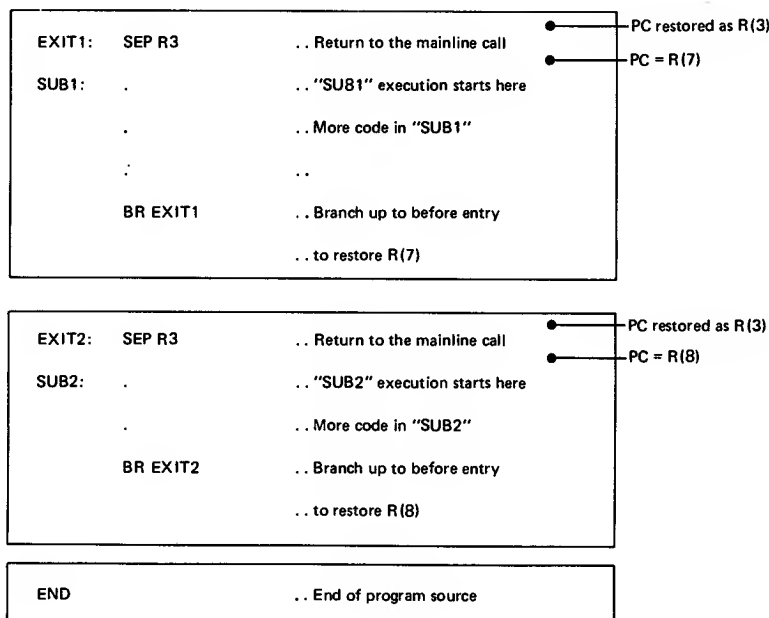 PC restored as R(3)
EXIT1: SEP R3 .. Return to the mainline call
PC = R(7)
SUB1: . .. "SU81" execution starts here
. .. More code in "SUB1"
: ..
BR EXIT1 .. Branch up to before entry
.. to restore R(7)
PC restored as R(3)
EXIT2: SEP R3 .. Return to the mainline call
PC = R(8)
SUB2: . .. "SUB2" execution starts here
. .. More code in "SUB2"
BR EXIT2 .. Branch up to before entry
.. to restore R(8)
END .. End of program source